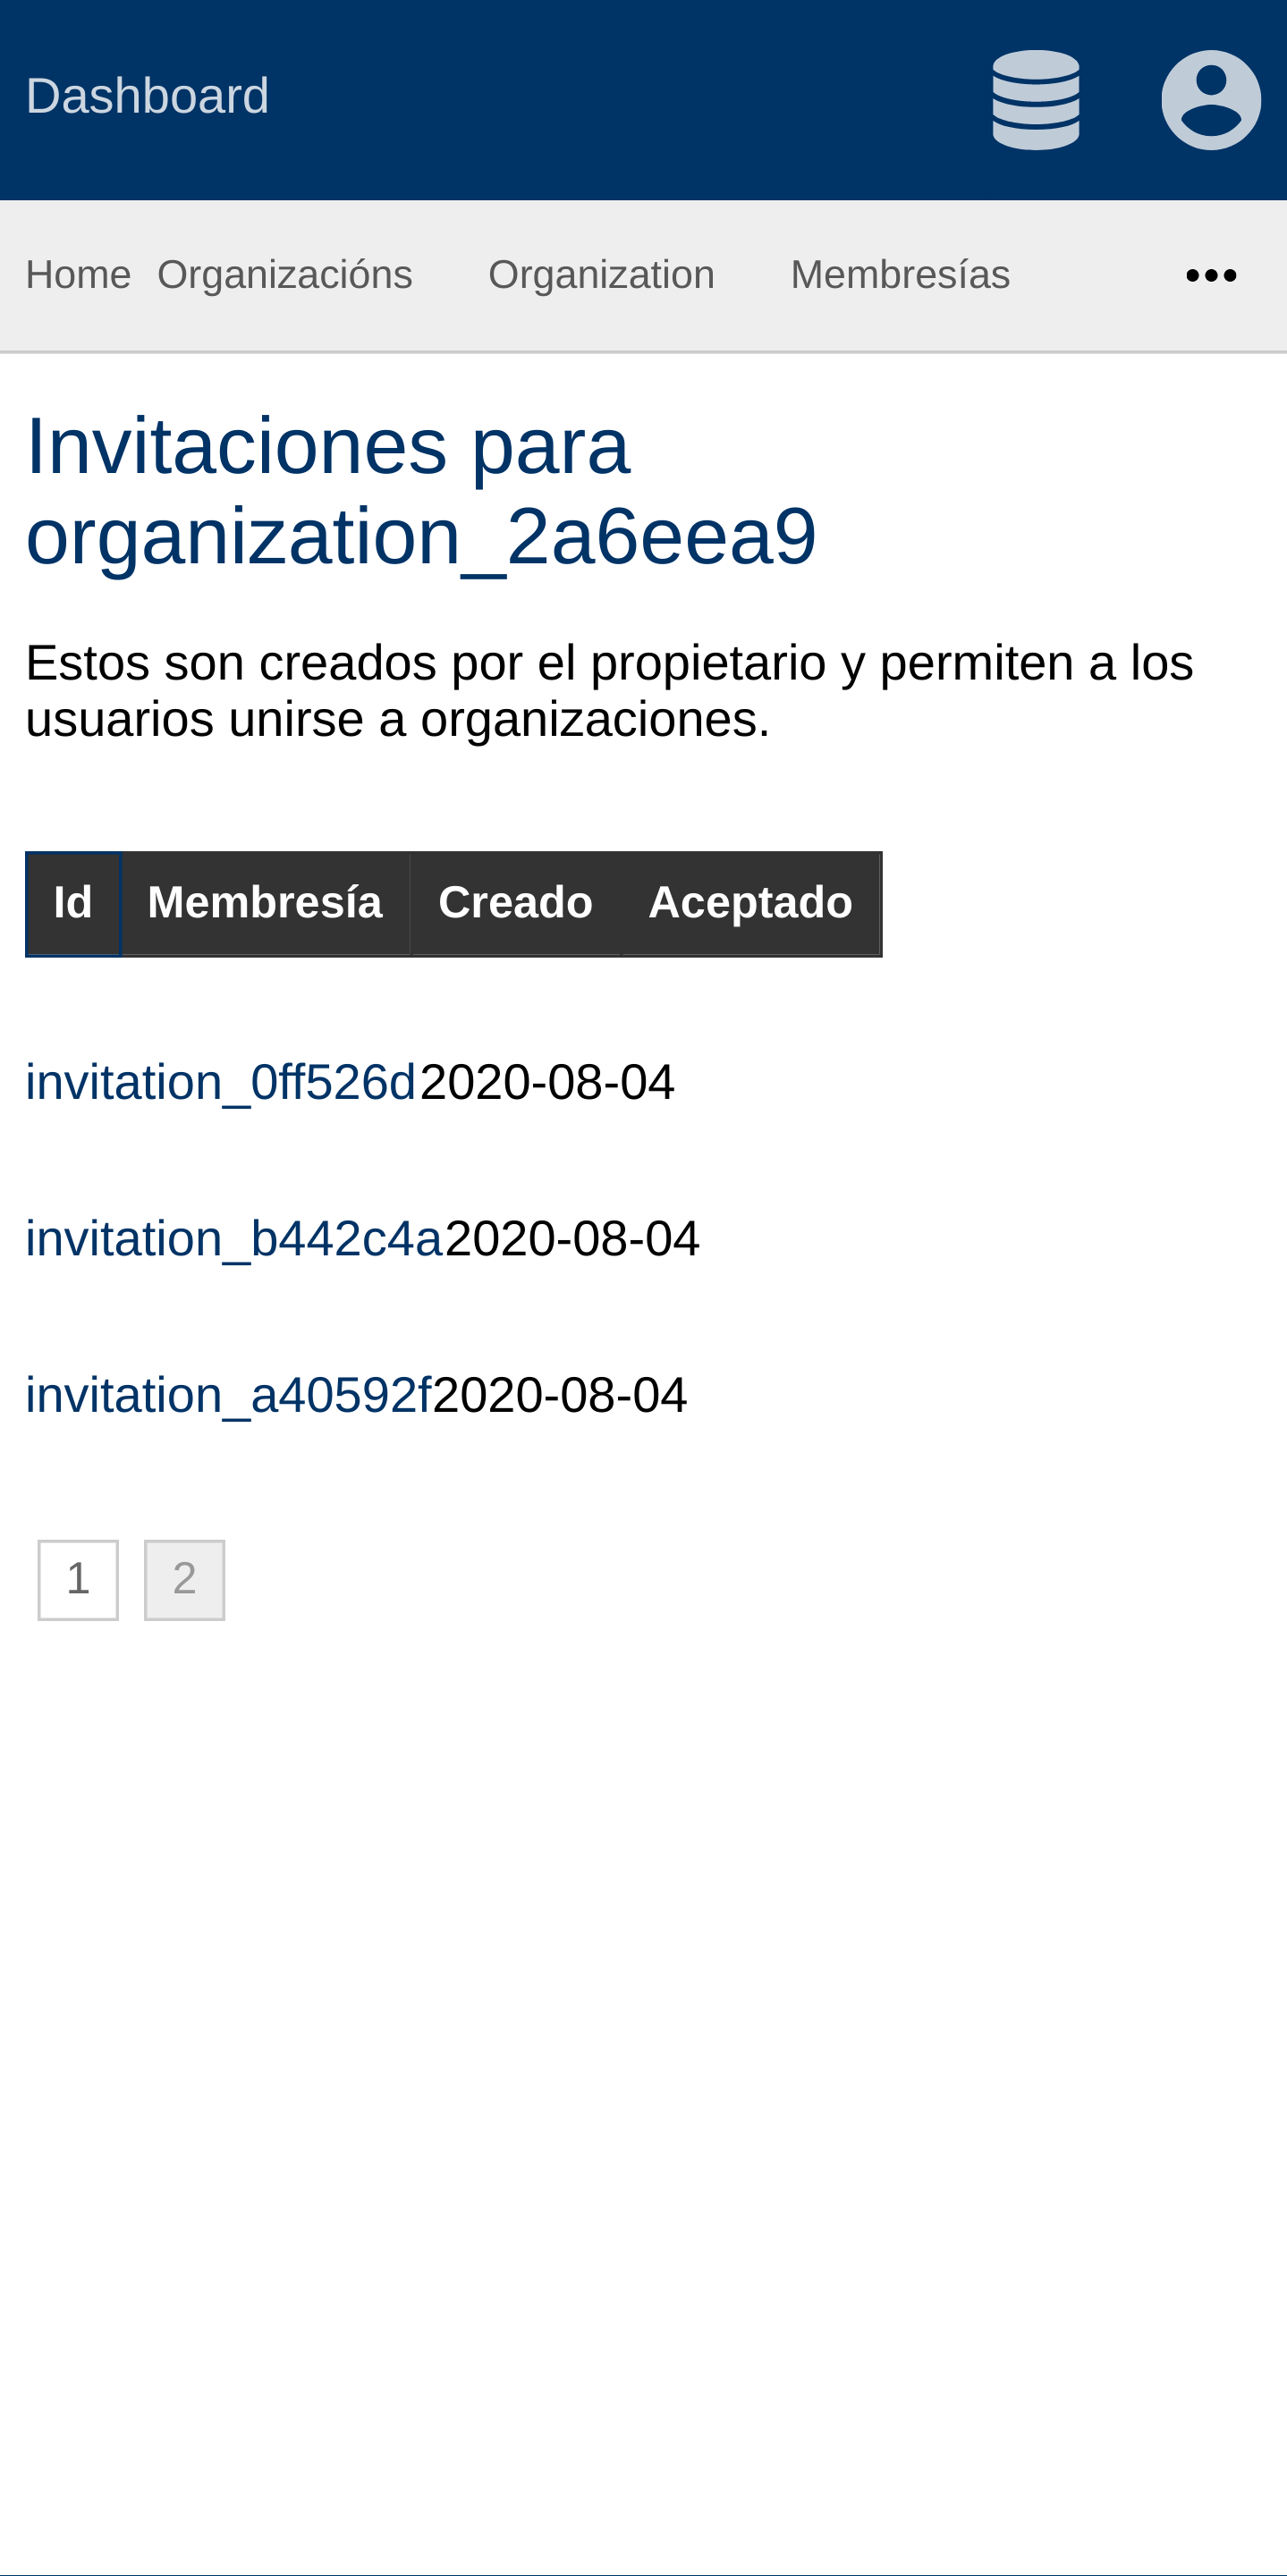 Dashboard
Home Organizacións Organization Membresías
Invitaciones para
organization_2a6eea9
Estos son creados por el propietario y permiten a los
usuarios unirse a organizaciones.
Id Membresía Creado Aceptado
invitation_0ff526d2020-08-04
invitation_b442c4a2020-08-04
invitation_a40592f2020-08-04
1 2